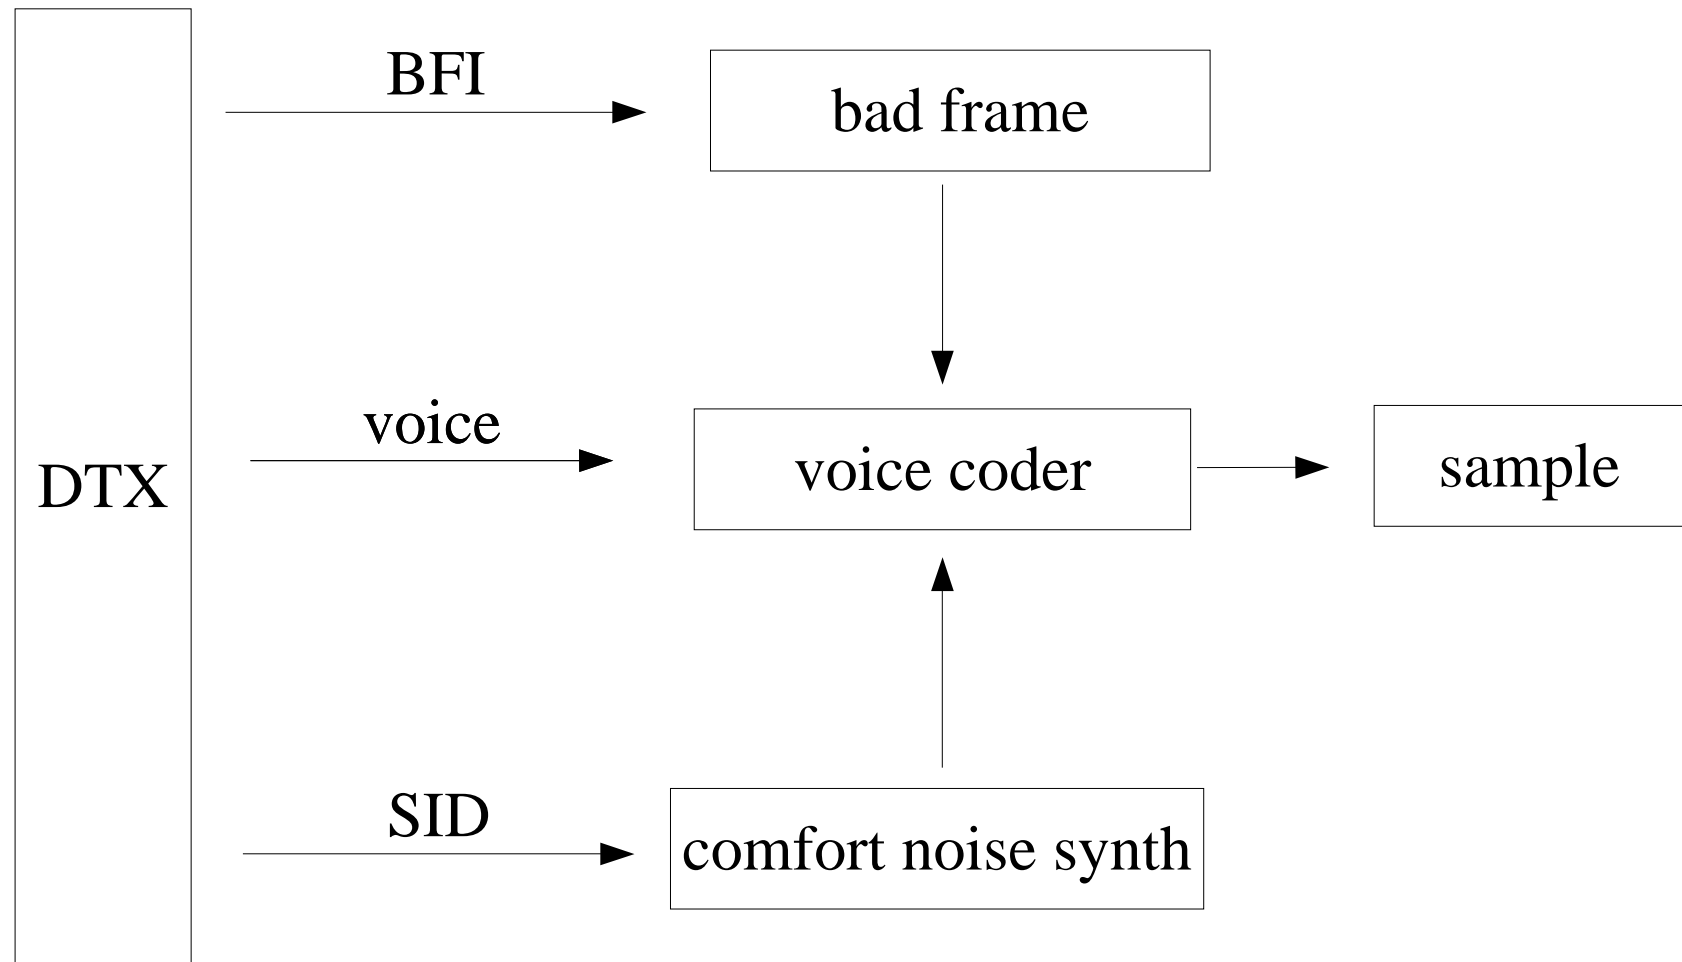 BFI
bad frame
voice
DTX
voice coder
sample
SID
comfort noise synth